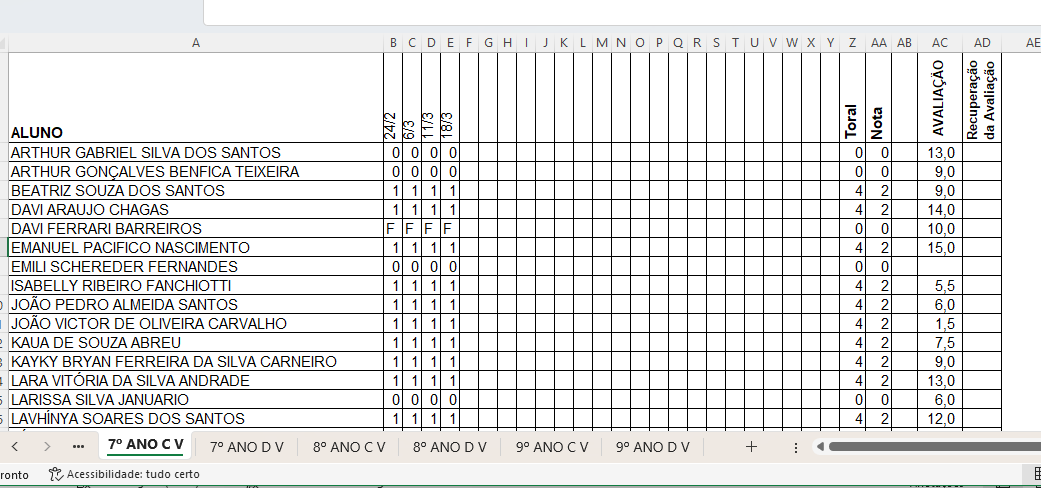 A B C D E F G H I J K L M N O P Q R S T U V W X Y Z AA AB AC AD AE
ALUNO 24/2 6/3 11/3 18/3 Toral Nota AVALIAÇÃO Recuperação da Avaliação
ARTHUR GABRIEL SILVA DOS SANTOS 0 0 0 0 0 0 13,0
ARTHUR GONÇALVES BENFICA TEIXEIRA 0 0 0 0 0 0 9,0
BEATRIZ SOUZA DOS SANTOS 1 1 1 1 4 2 9,0
DAVI ARAUJO CHAGAS 1 1 1 1 4 2 14,0
DAVI FERRARI BARREIROS F F F F 0 0 10,0
EMANUEL PACIFICO NASCIMENTO 1 1 1 1 4 2 15,0
EMILI SCHEREDER FERNANDES 0 0 0 0 0 0
ISABELLY RIBEIRO FANCHIOTTI 1 1 1 1 4 2 5,5
JOÃO PEDRO ALMEIDA SANTOS 1 1 1 1 4 2 6,0
JOÃO VICTOR DE OLIVEIRA CARVALHO 1 1 1 1 4 2 1,5
KAUA DE SOUZA ABREU 1 1 1 1 4 2 7,5
KAYKY BRYAN FERREIRA DA SILVA CARNEIRO 1 1 1 1 4 2 9,0
LARA VITÓRIA DA SILVA ANDRADE 1 1 1 1 4 2 13,0
LARISSA SILVA JANUARIO 0 0 0 0 0 0 6,0
LAVHÍNYA SOARES DOS SANTOS 1 1 1 1 4 2 12,0
7º ANO C V 7º ANO D V 8º ANO C V 8º ANO D V 9º ANO C V 9º ANO D V
ronto Acessibilidade: tudo certo